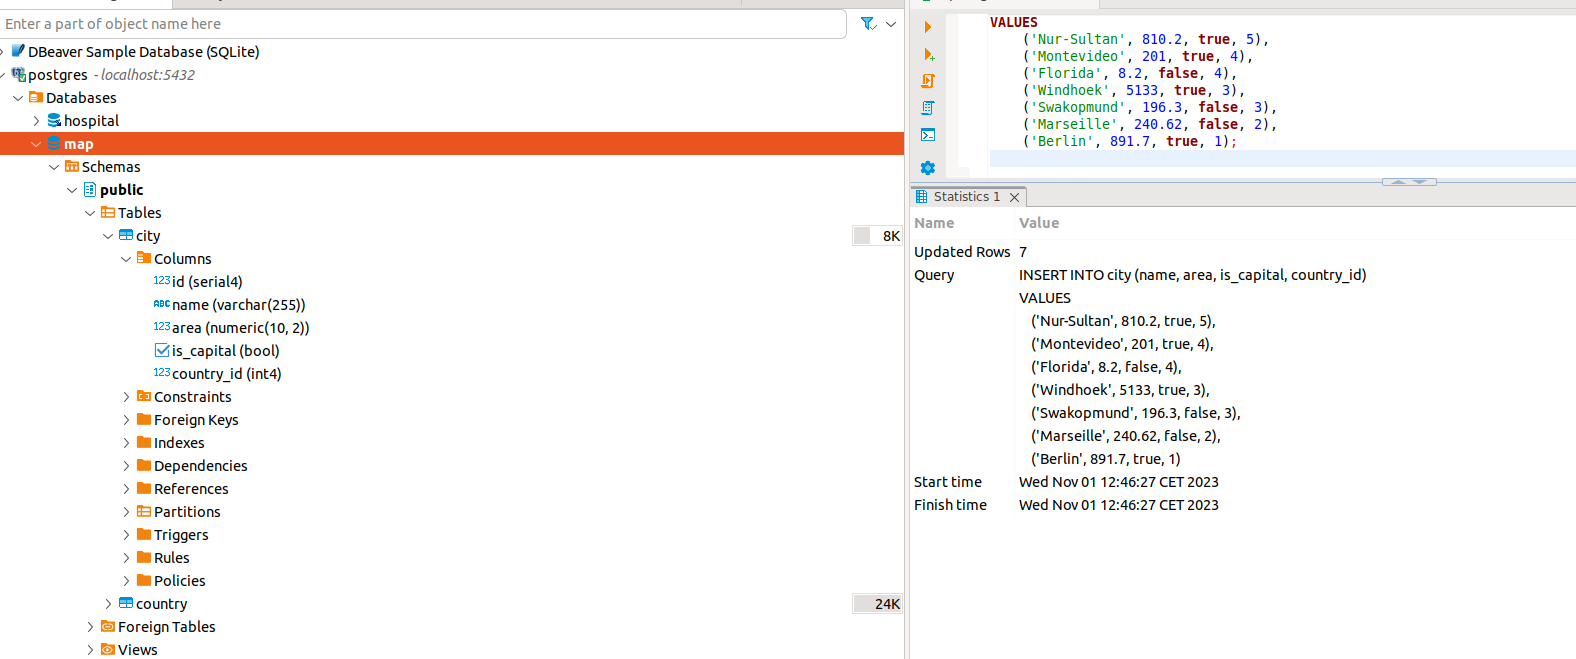 Enter a part of object name here
DBeaver Sample Database (SQLite)
postgres - localhost:5432
Databases
hospital
map
Schemas
public
Tables
city 8K
Columns
123 id (serial4)
ABC name (varchar(255))
123 area (numeric(10, 2))
is_capital (bool)
123 country_id (int4)
Constraints
Foreign Keys
Indexes
Dependencies
References
Partitions
Triggers
Rules
Policies
country 24K
Foreign Tables
Views
VALUES
('Nur-Sultan', 810.2, true, 5),
('Montevideo', 201, true, 4),
('Florida', 8.2, false, 4),
('Windhoek', 5133, true, 3),
('Swakopmund', 196.3, false, 3),
('Marseille', 240.62, false, 2),
('Berlin', 891.7, true, 1);
Statistics 1
Name Value
Updated Rows 7
Query INSERT INTO city (name, area, is_capital, country_id)
VALUES
('Nur-Sultan', 810.2, true, 5),
('Montevideo', 201, true, 4),
('Florida', 8.2, false, 4),
('Windhoek', 5133, true, 3),
('Swakopmund', 196.3, false, 3),
('Marseille', 240.62, false, 2),
('Berlin', 891.7, true, 1)
Start time Wed Nov 01 12:46:27 CET 2023
Finish time Wed Nov 01 12:46:27 CET 2023